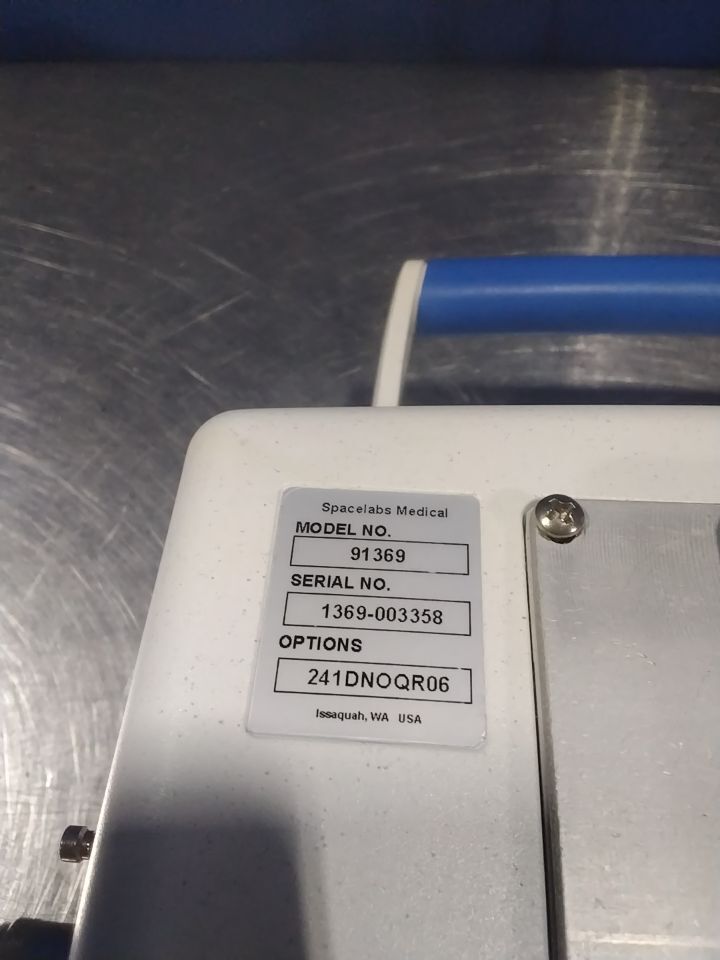 Spacelabs Medical
MODEL NO.
91369
SERIAL NO.
1369-003358
OPTIONS
241DNOQR06
Issaquah, WA USA